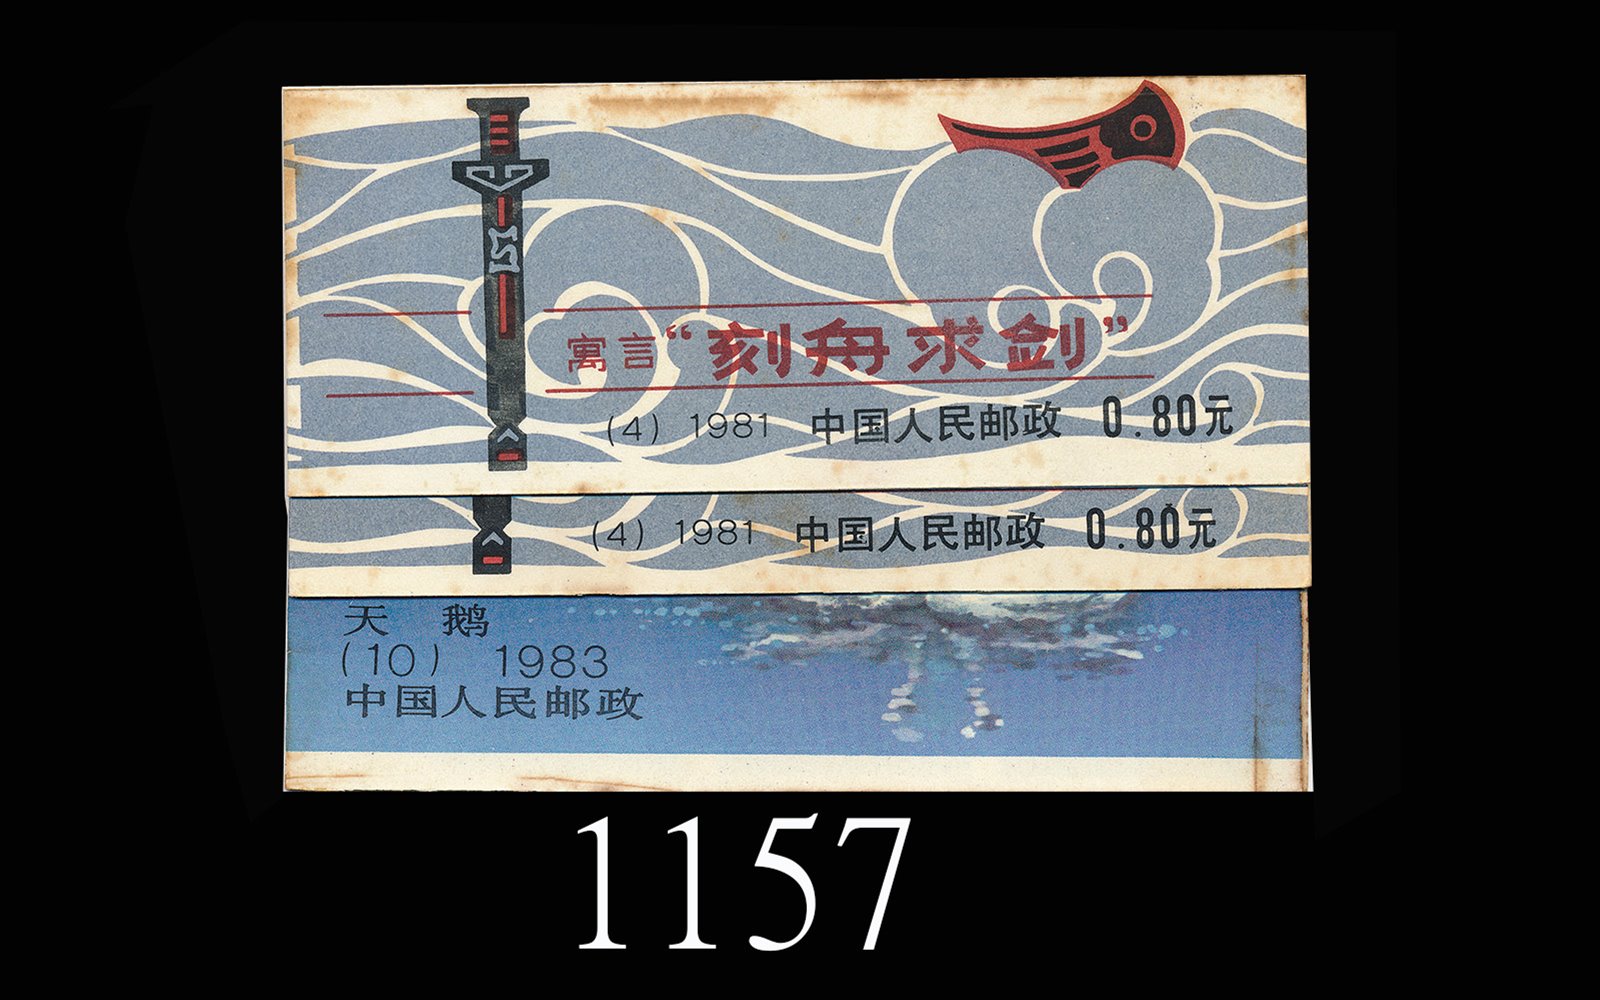 寓言“刻舟求剑”
(4) 1981 中国人民邮政 0.80元
(4) 1981 中国人民邮政 0.80元
天 鹅
(10) 1983
中国人民邮政
1157